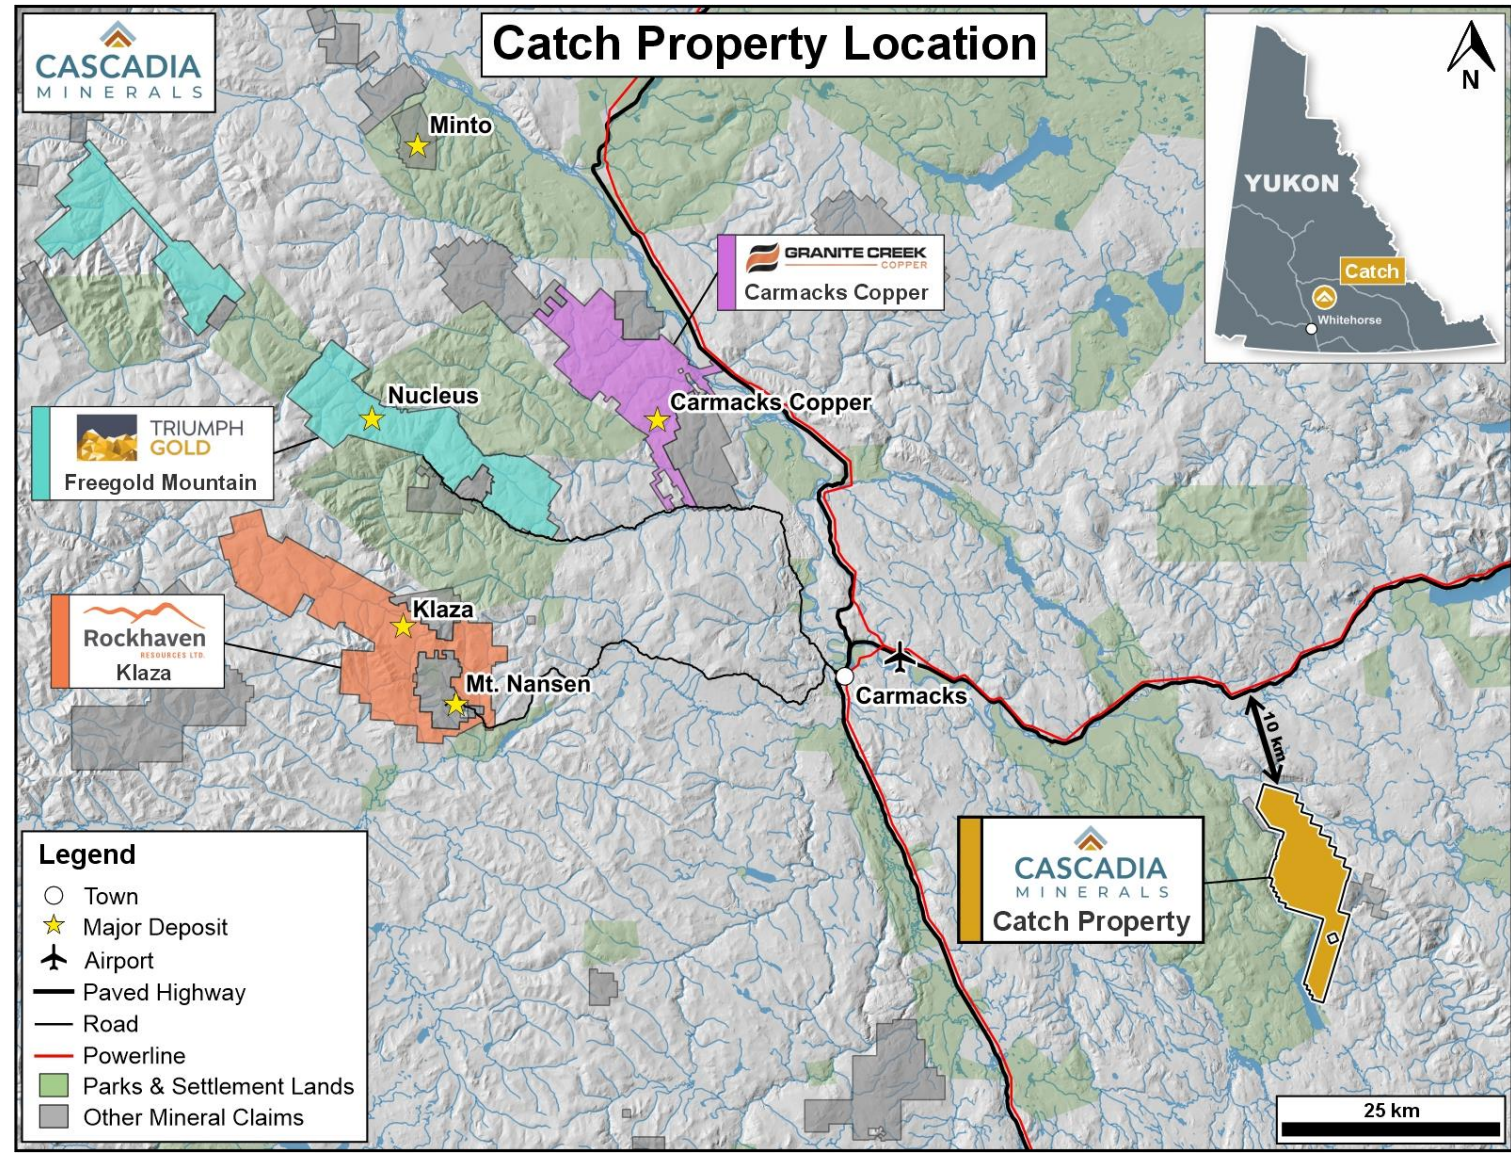 Catch Property Location
CASCADIA
MINERALS
N
YUKON
Catch
Whitehorse
Minto
GRANITE CREEK
COPPER
Carmacks Copper
Nucleus
Carmacks Copper
TRIUMPH
GOLD
Freegold Mountain
Klaza
Rockhaven
RESOURCES LTD.
Klaza
Mt. Nansen
Carmacks
10 km
CASCADIA
MINERALS
Catch Property
Legend
Town
Major Deposit
Airport
Paved Highway
Road
Powerline
Parks & Settlement Lands
Other Mineral Claims
25 km